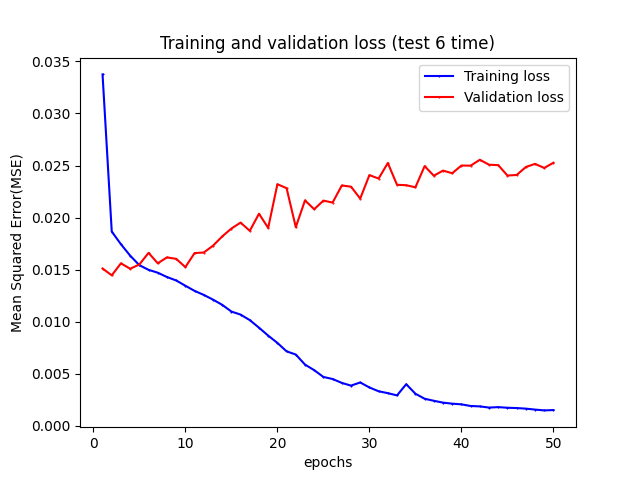 Training and validation loss (test 6 time)
Training loss
Validation loss
Mean Squared Error(MSE)
0.035
0.030
0.025
0.020
0.015
0.010
0.005
0.000
0 10 20 30 40 50
epochs